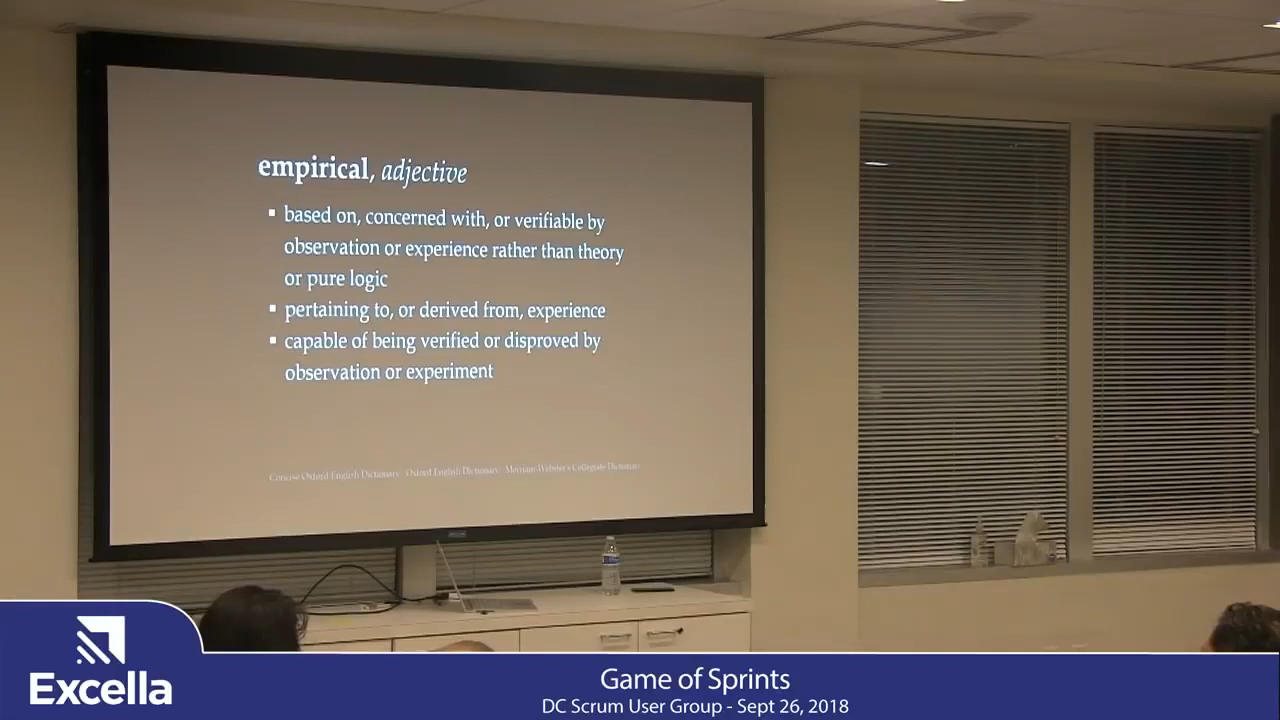 empirical, adjective
▪ based on, concerned with, or verifiable by
observation or experience rather than theory
or pure logic
▪ pertaining to, or derived from, experience
▪ capable of being verified or disproved by
observation or experiment
Concise Oxford English Dictionary Oxford English Dictionary Merriam-Webster's Collegiate Dictionary
Excella
Game of Sprints
DC Scrum User Group - Sept 26, 2018